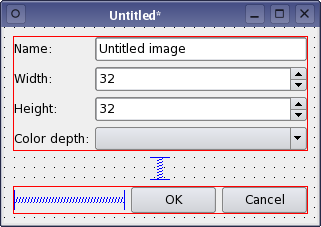 Untitled*
Name: Untitled image
Width: 32
Height: 32
Color depth:
OK Cancel